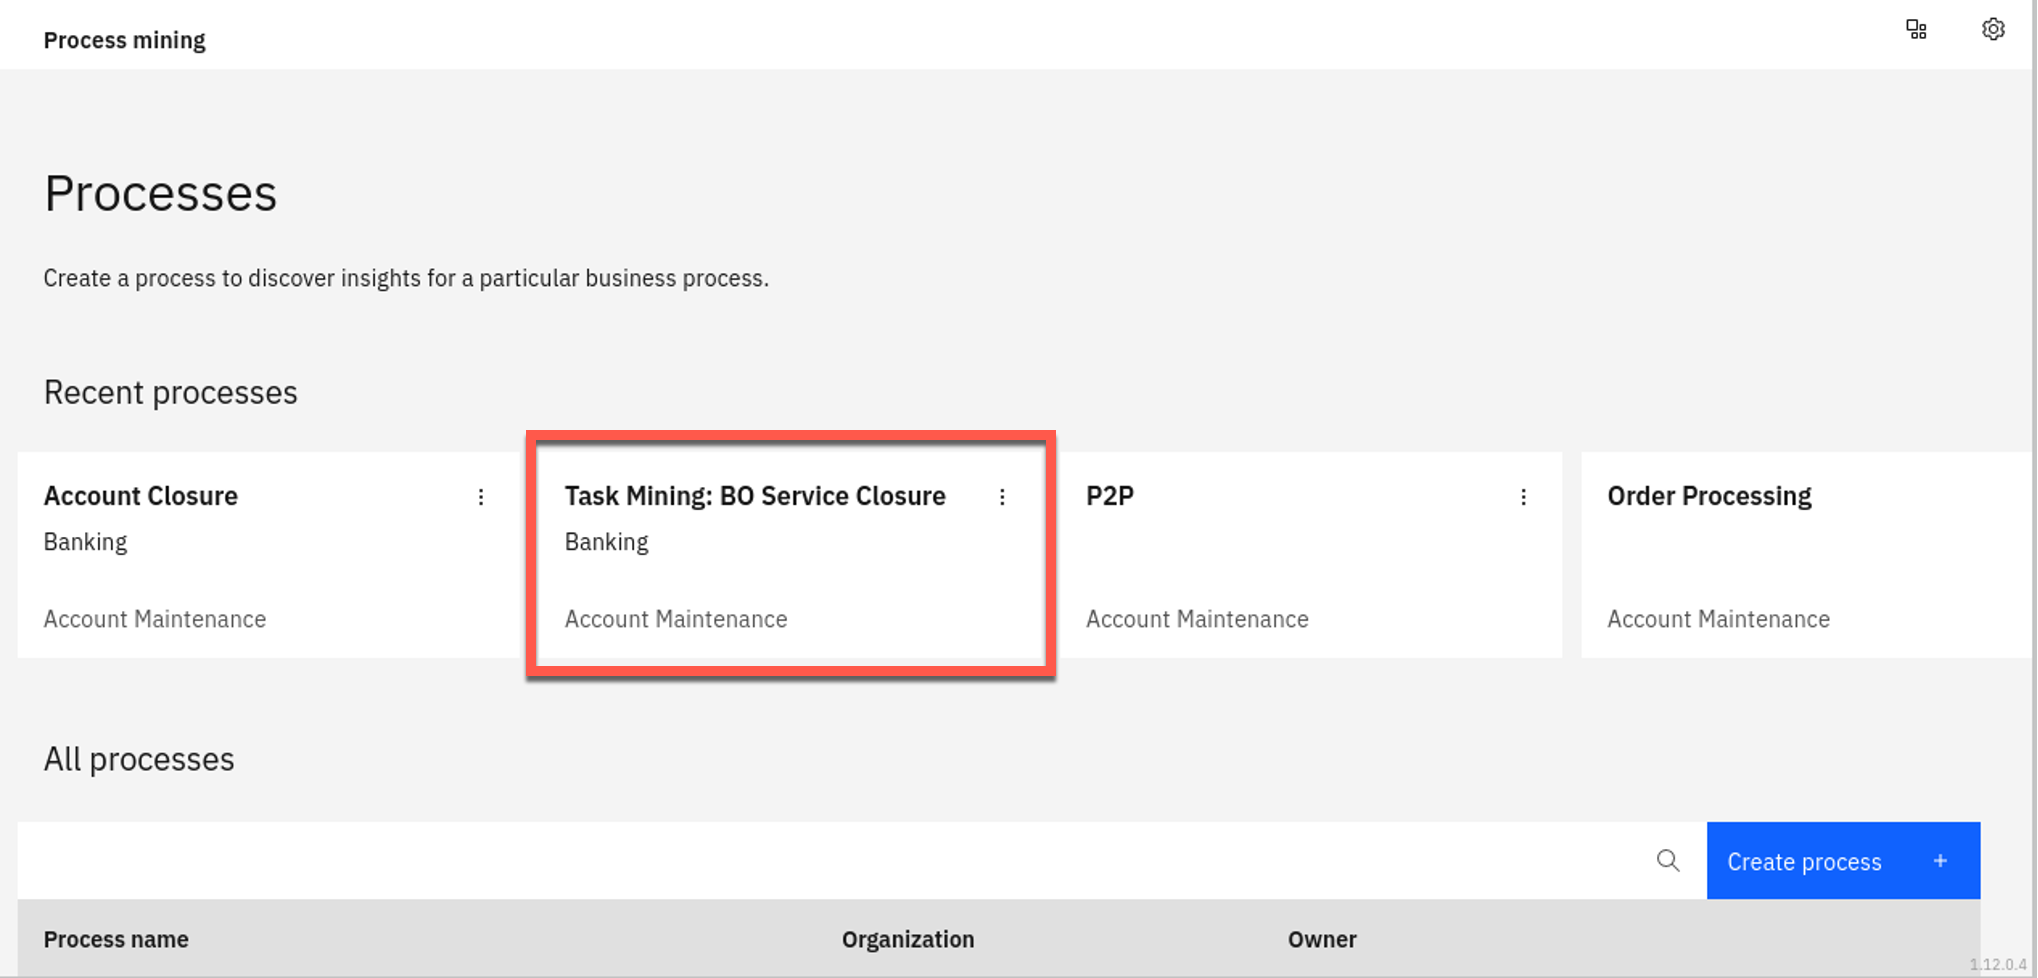 Process mining
Processes
Create a process to discover insights for a particular business process.
Recent processes
Account Closure
Banking
Account Maintenance
Task Mining: BO Service Closure
Banking
Account Maintenance
P2P
Account Maintenance
Order Processing
Account Maintenance
All processes
Create process +
Process name Organization Owner
1.12.0.4